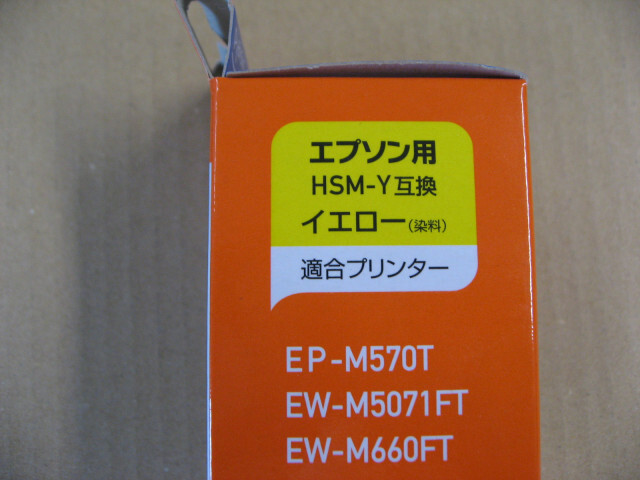 エプソン用
HSM-Y互換
イエロー(染料)
適合プリンター
EP-M570T
EW-M5071FT
EW-M660FT